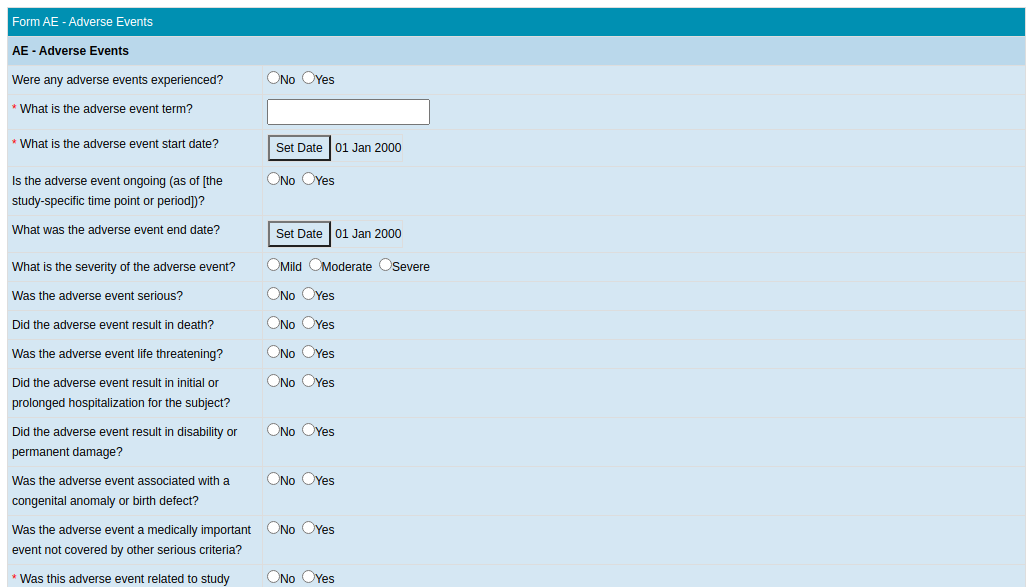 Form AE - Adverse Events
AE - Adverse Events
Were any adverse events experienced? No Yes
* What is the adverse event term?
* What is the adverse event start date? Set Date 01 Jan 2000
Is the adverse event ongoing (as of [the No Yes
study-specific time point or period])?
What was the adverse event end date? Set Date 01 Jan 2000
What is the severity of the adverse event? Mild Moderate Severe
Was the adverse event serious? No Yes
Did the adverse event result in death? No Yes
Was the adverse event life threatening? No Yes
Did the adverse event result in initial or No Yes
prolonged hospitalization for the subject?
Did the adverse event result in disability or No Yes
permanent damage?
Was the adverse event associated with a No Yes
congenital anomaly or birth defect?
Was the adverse event a medically important No Yes
event not covered by other serious criteria?
* Was this adverse event related to study No Yes